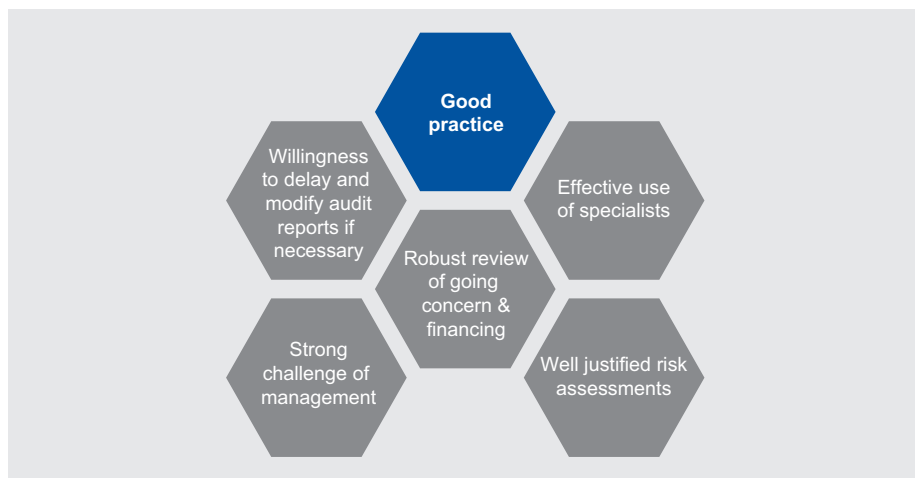 Good
practice
Willingness
to delay and
modify audit
reports if
necessary
Effective use
of specialists
Robust review
of going
concern &
financing
Strong
challenge of
management
Well justified risk
assessments